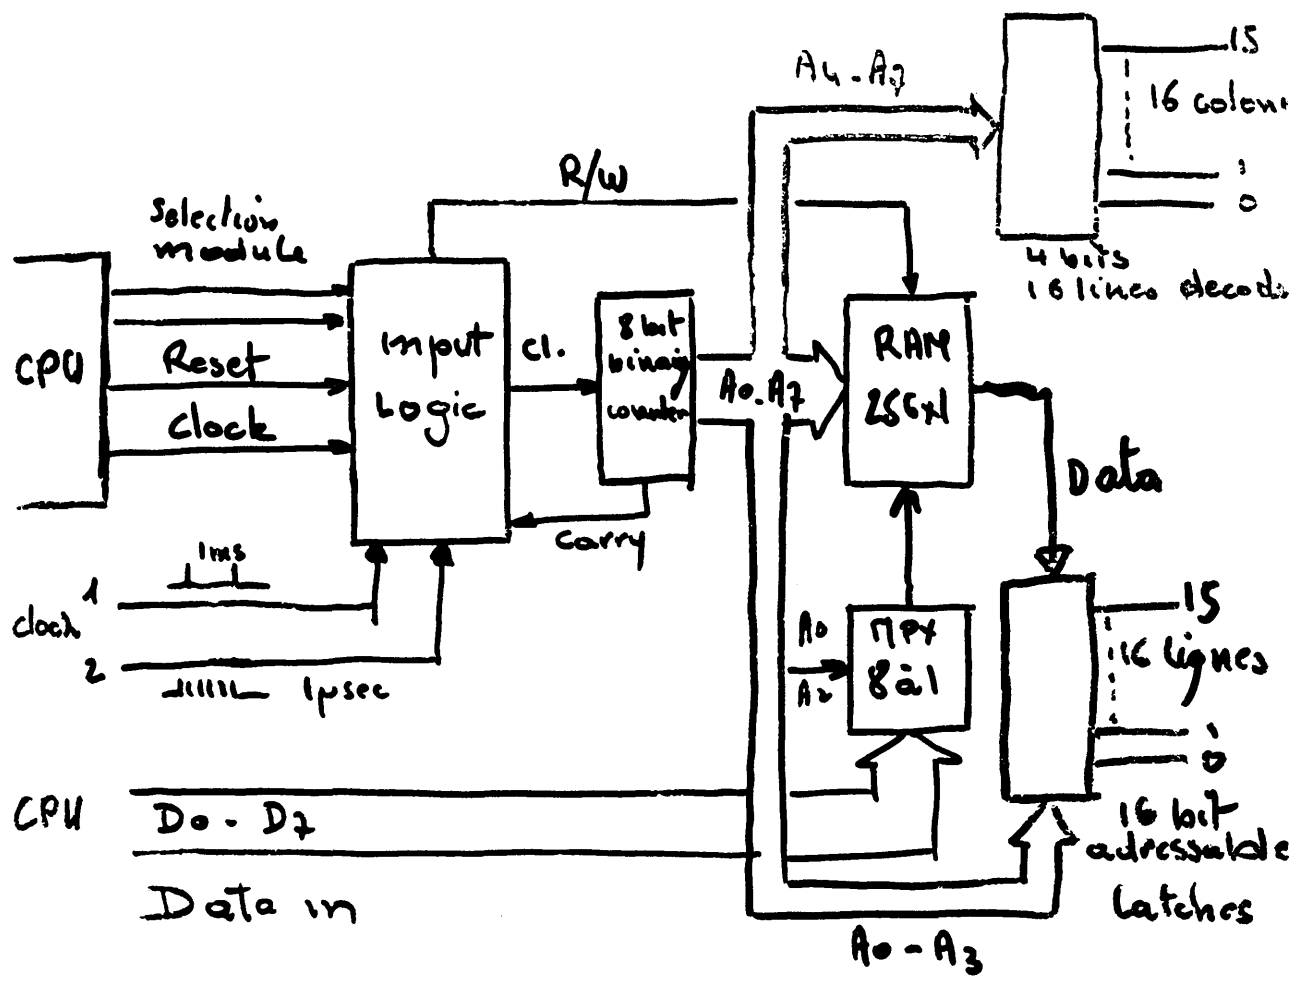 A4-A7
15
16 colon
1
0
4 bits
16 lines decod
R/W
Selection
module
CPU
Reset
Clock
Input
Logic
Cl.
8 bit
binairy
counter
A0-A7
RAM
256x1
Data
Carry
1ms
clock 1
2
1µsec
A0
A2
MPX
8 à 1
15
16 lignes
1
0
16 bit
adressable
latches
CPU
D0 - D7
Data in
A0 - A3